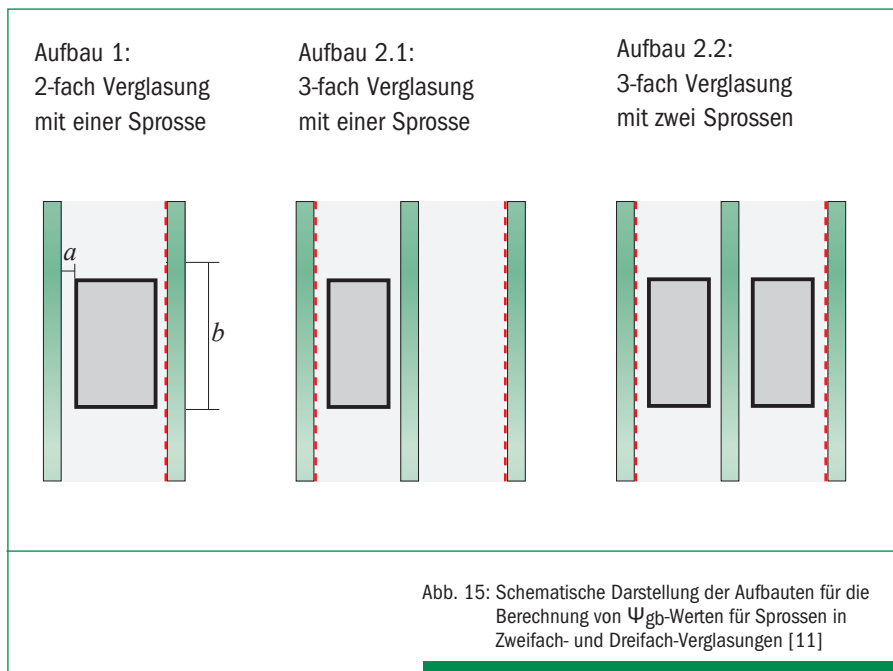 Aufbau 1:
2-fach Verglasung
mit einer Sprosse
Aufbau 2.1:
3-fach Verglasung
mit einer Sprosse
Aufbau 2.2:
3-fach Verglasung
mit zwei Sprossen
a
b
Abb. 15: Schematische Darstellung der Aufbauten für die
Berechnung von Ψgb-Werten für Sprossen in
Zweifach- und Dreifach-Verglasungen [11]